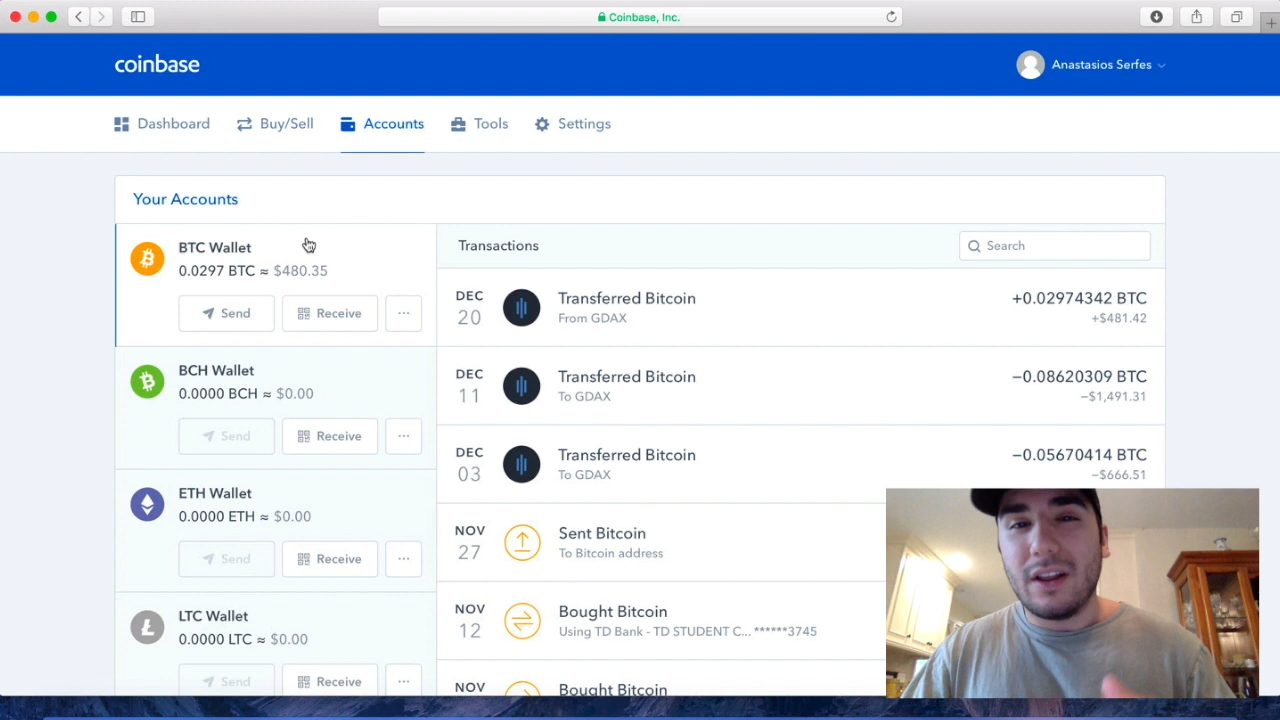 Coinbase, Inc.
coinbase
Anastasios Serfes
Dashboard
Buy/Sell
Accounts
Tools
Settings
Your Accounts
BTC Wallet
0.0297 BTC ≈ $480.35
Send
Receive
BCH Wallet
0.0000 BCH ≈ $0.00
Send
Receive
ETH Wallet
0.0000 ETH ≈ $0.00
Send
Receive
LTC Wallet
0.0000 LTC ≈ $0.00
Send
Receive
Transactions
Search
DEC
20
Transferred Bitcoin
From GDAX
+0.02974342 BTC
+$481.42
DEC
11
Transferred Bitcoin
To GDAX
−0.08620309 BTC
−$1,491.31
DEC
03
Transferred Bitcoin
To GDAX
−0.05670414 BTC
−$666.51
NOV
27
Sent Bitcoin
To Bitcoin address
NOV
12
Bought Bitcoin
Using TD Bank - TD STUDENT C... ******3745
NOV
Bought Bitcoin